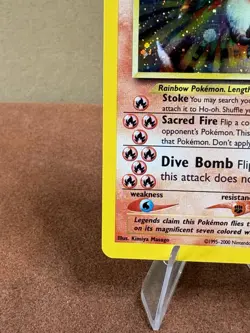 Rainbow Pokémon. Length
Stoke You may search you
attach it to Ho-oh. Shuffle y
Sacred Fire Flip a co
opponent's Pokémon. This
that Pokémon. Don't apply
Dive Bomb Flip
this attack does no
weakness
resistan
Legends claim this Pokémon flies t
on its magnificent seven colored w
Illus. Kimiya Masago
©1995-2000 Nintendo